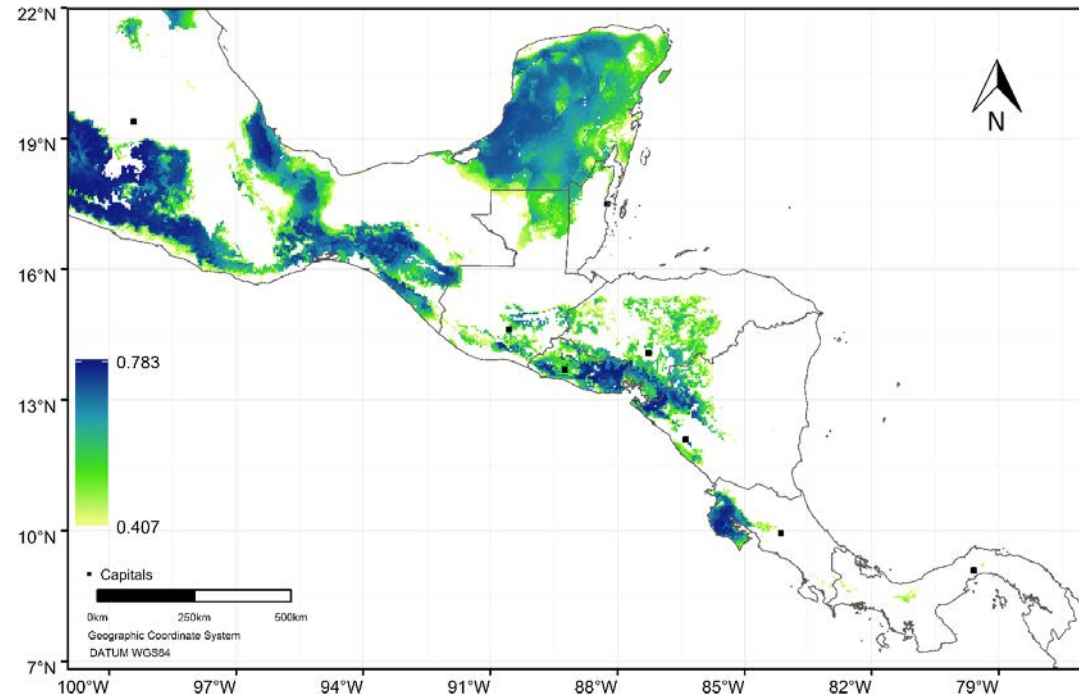 22°N
19°N
16°N
13°N
10°N
7°N
N
0.783
0.407
Capitals
0km 250km 500km
Geographic Coordinate System
DATUM WGS84
100°W 97°W 94°W 91°W 88°W 85°W 82°W 79°W